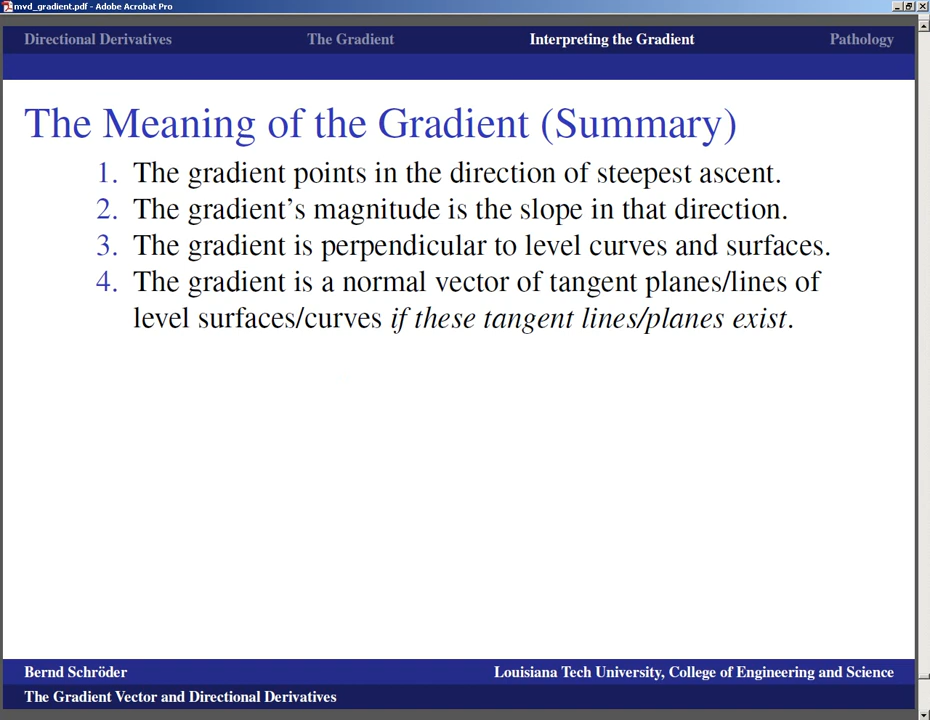 mvd_gradient.pdf - Adobe Acrobat Pro
Directional Derivatives The Gradient Interpreting the Gradient Pathology
The Meaning of the Gradient (Summary)
1. The gradient points in the direction of steepest ascent.
2. The gradient's magnitude is the slope in that direction.
3. The gradient is perpendicular to level curves and surfaces.
4. The gradient is a normal vector of tangent planes/lines of
level surfaces/curves if these tangent lines/planes exist.
Bernd Schröder Louisiana Tech University, College of Engineering and Science
The Gradient Vector and Directional Derivatives